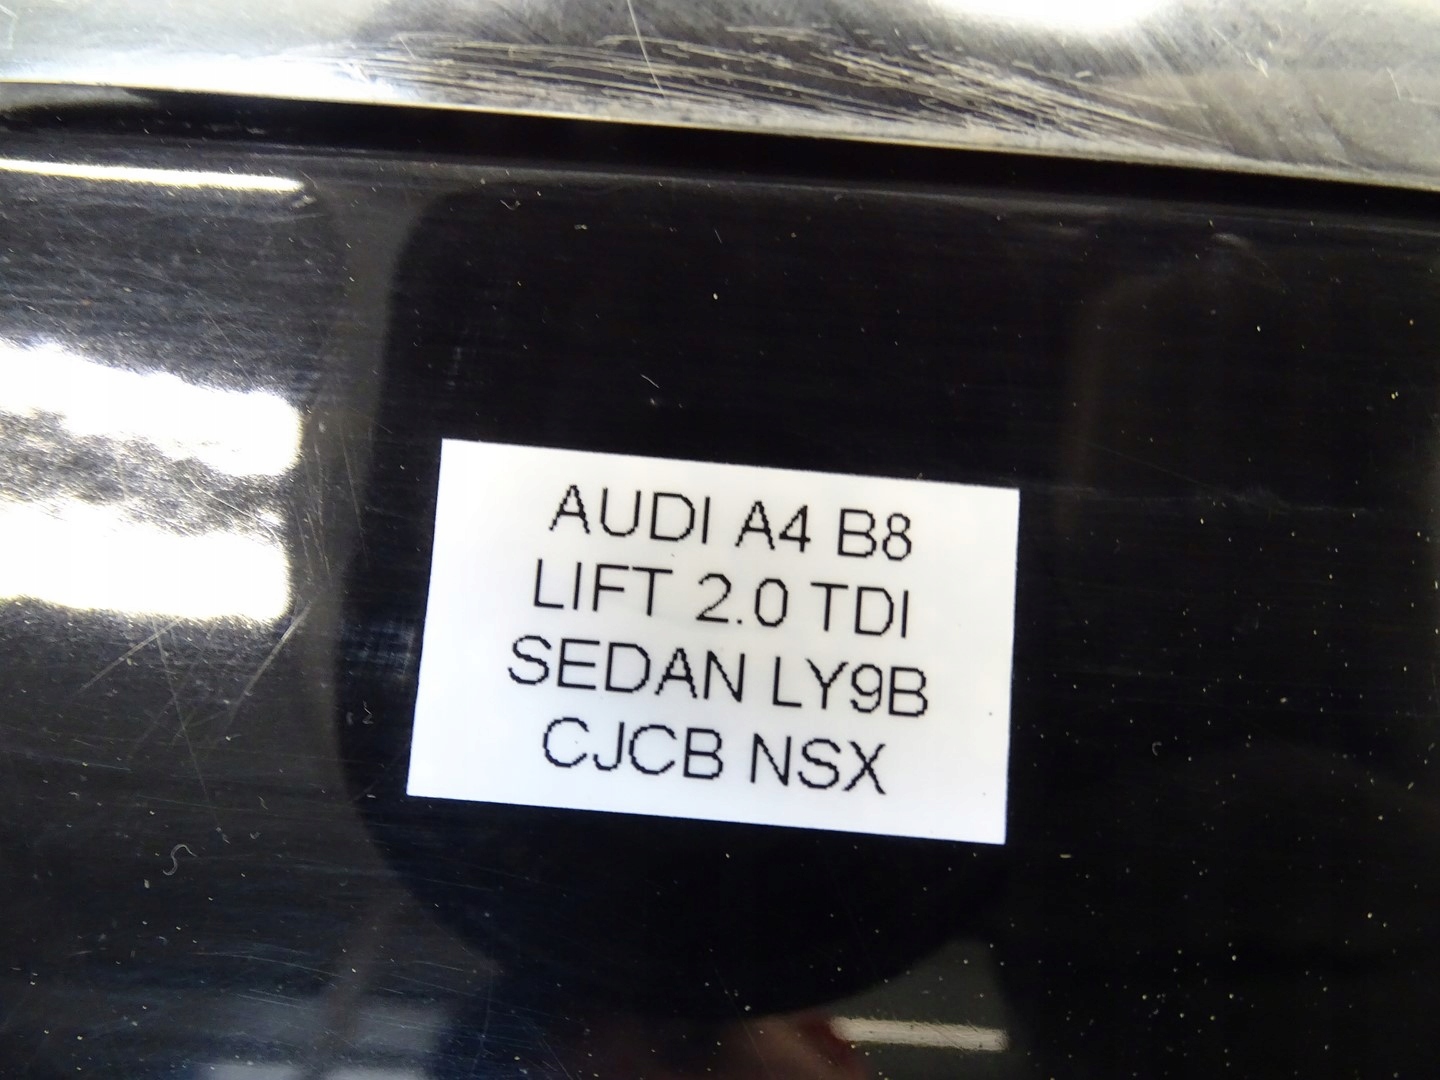 AUDI A4 B8
LIFT 2.0 TDI
SEDAN LY9B
CJCB NSX